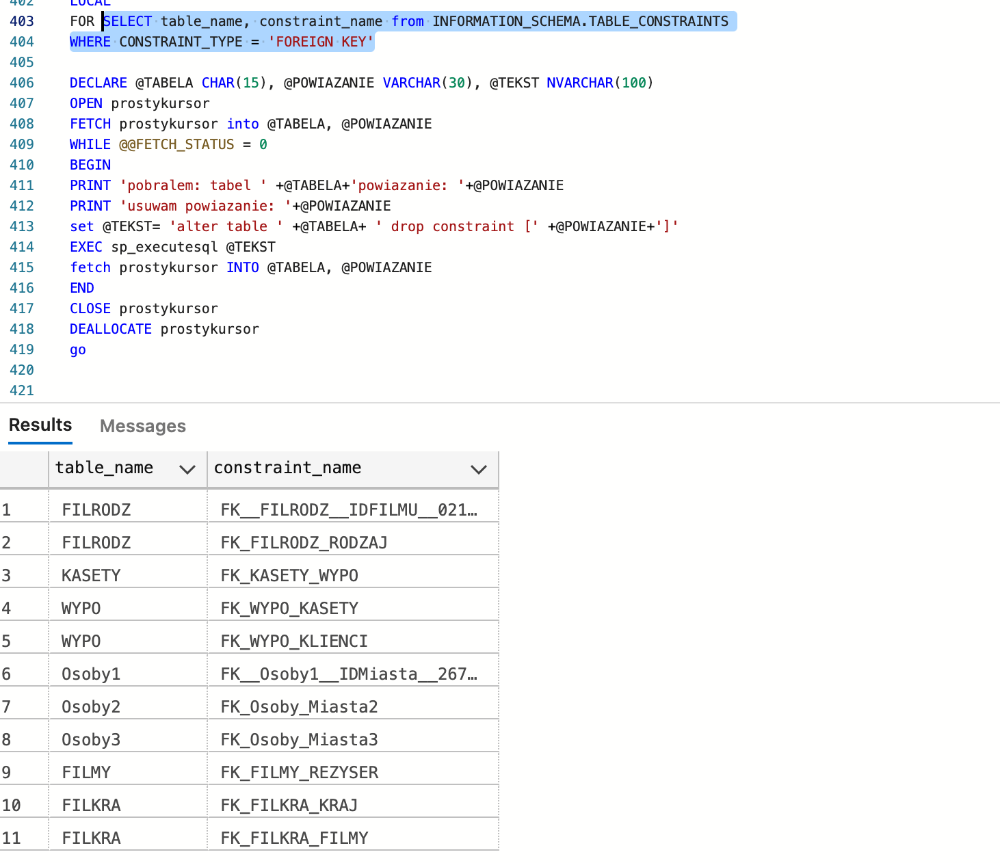 402 LOCAL
403 FOR SELECT table_name, constraint_name from INFORMATION_SCHEMA.TABLE_CONSTRAINTS
404 WHERE CONSTRAINT_TYPE = 'FOREIGN KEY'
405
406 DECLARE @TABELA CHAR(15), @POWIAZANIE VARCHAR(30), @TEKST NVARCHAR(100)
407 OPEN prostykursor
408 FETCH prostykursor into @TABELA, @POWIAZANIE
409 WHILE @@FETCH_STATUS = 0
410 BEGIN
411 PRINT 'pobralem: tabel ' +@TABELA+'powiazanie: '+@POWIAZANIE
412 PRINT 'usuwam powiazanie: '+@POWIAZANIE
413 set @TEKST= 'alter table ' +@TABELA+ ' drop constraint [' +@POWIAZANIE+']'
414 EXEC sp_executesql @TEKST
415 fetch prostykursor INTO @TABELA, @POWIAZANIE
416 END
417 CLOSE prostykursor
418 DEALLOCATE prostykursor
419 go
420
421
Results Messages
table_name constraint_name
1 FILRODZ FK__FILRODZ__IDFILMU__021…
2 FILRODZ FK_FILRODZ_RODZAJ
3 KASETY FK_KASETY_WYPO
4 WYPO FK_WYPO_KASETY
5 WYPO FK_WYPO_KLIENCI
6 Osoby1 FK__Osoby1__IDMiasta__267…
7 Osoby2 FK_Osoby_Miasta2
8 Osoby3 FK_Osoby_Miasta3
9 FILMY FK_FILMY_REZYSER
10 FILKRA FK_FILKRA_KRAJ
11 FILKRA FK_FILKRA_FILMY